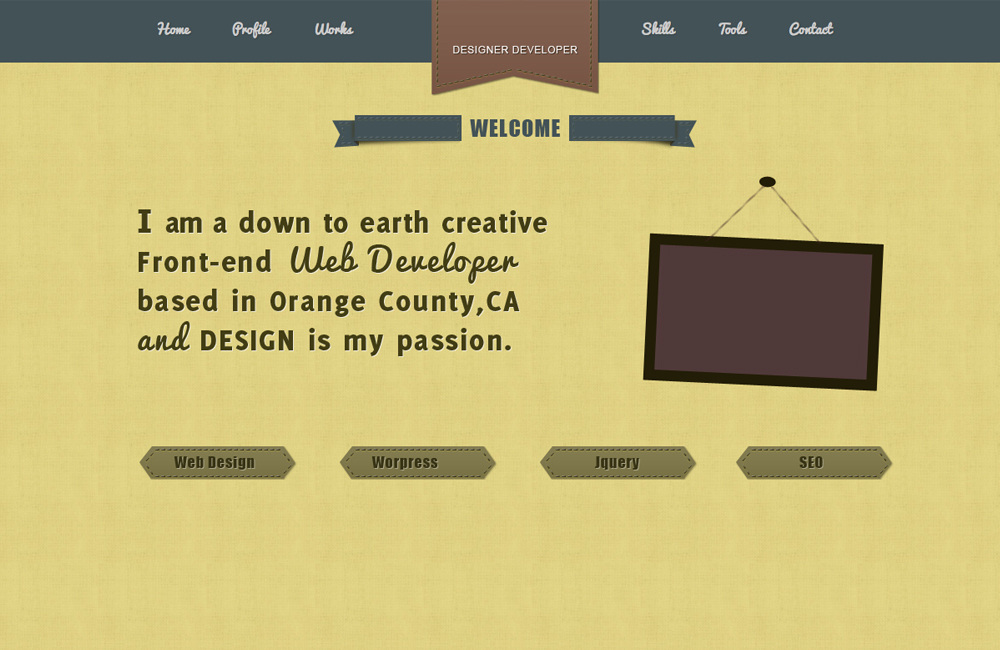 Home Profile Works
DESIGNER DEVELOPER
Skills Tools Contact
WELCOME
I am a down to earth creative
Front-end Web Developer
based in Orange County,CA
and DESIGN is my passion.
Web Design Worpress Jquery SEO